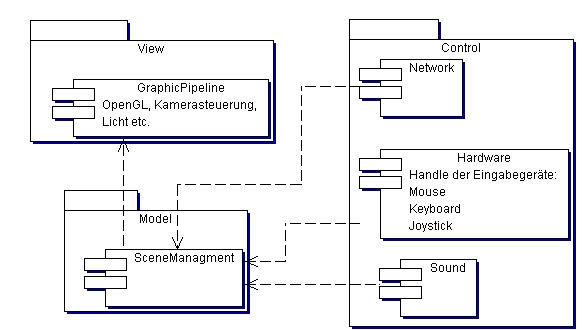 View
GraphicPipeline
OpenGL, Kamerasteuerung,
Licht etc.
Control
Network
Hardware
Handle der Eingabegeräte:
Mouse
Keyboard
Joystick
Sound
Model
SceneManagment